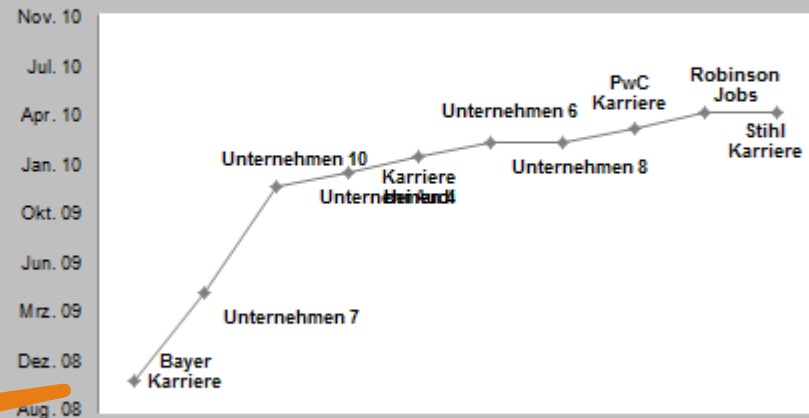 Nov. 10
Jul. 10
Apr. 10
Jan. 10
Okt. 09
Jun. 09
Mrz. 09
Dez. 08
Aug. 08
Robinson
Jobs
PwC
Karriere
Unternehmen 6
Stihl
Karriere
Unternehmen 10
Unternehmen 8
Karriere
Unternehmen 7
Bayer
Karriere